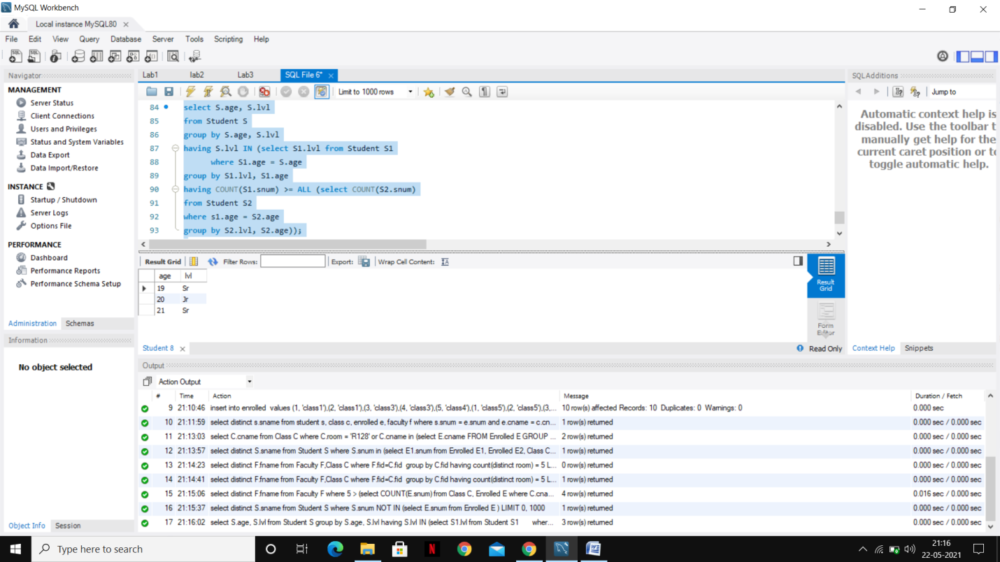 MySQL Workbench
Local instance MySQL80
File Edit View Query Database Server Tools Scripting Help
Navigator
MANAGEMENT
Server Status
Client Connections
Users and Privileges
Status and System Variables
Data Export
Data Import/Restore
INSTANCE
Startup / Shutdown
Server Logs
Options File
PERFORMANCE
Dashboard
Performance Reports
Performance Schema Setup
Administration Schemas
Information
No object selected
Object Info Session
Lab1 lab2 Lab3 SQL File 6*
Limit to 1000 rows
84 select S.age, S.lvl
85 from Student S
86 group by S.age, S.lvl
87 having S.lvl IN (select S1.lvl from Student S1
88 where S1.age = S.age
89 group by S1.lvl, S1.age
90 having COUNT(S1.snum) >= ALL (select COUNT(S2.snum)
91 from Student S2
92 where s1.age = S2.age
93 group by S2.lvl, S2.age));
Result Grid Filter Rows: Export: Wrap Cell Content:
age lvl
19 Sr
20 Jr
21 Sr
Result
Grid
Form
Editor
Student 8
Read Only
SQLAdditions
Jump to
Automatic context help is
disabled. Use the toolbar t
manually get help for the
current caret position or to
toggle automatic help.
Context Help Snippets
Output
Action Output
# Time Action Message Duration / Fetch
9 21:10:46 insert into enrolled values (1, 'class1'),(2, 'class1'),(3, 'class3'),(4, 'class3'),(5, 'class4'),(1, 'class5'),(2, 'class5'),(3,... 10 row(s) affected Records: 10 Duplicates: 0 Warnings: 0 0.000 sec
10 21:11:59 select distinct s.sname from student s, class c, enrolled e, faculty f where s.snum = e.snum and e.cname = c.cn... 1 row(s) returned 0.000 sec / 0.000 sec
11 21:13:03 select C.cname from Class C where C.room = 'R128' or C.cname in (select E.cname FROM Enrolled E GROUP ... 2 row(s) returned 0.000 sec / 0.000 sec
12 21:13:57 select distinct S.sname from Student S where S.snum in (select E1.snum from Enrolled E1, Enrolled E2, Class C... 1 row(s) returned 0.000 sec / 0.000 sec
13 21:14:23 select distinct F.fname from Faculty F,Class C where F.fid=C.fid group by C.fid having count(distinct room) = 5 L... 0 row(s) returned 0.000 sec / 0.000 sec
14 21:14:41 select distinct F.fname from Faculty F,Class C where F.fid=C.fid group by C.fid having count(distinct room) = 5 L... 1 row(s) returned 0.000 sec / 0.000 sec
15 21:15:06 select distinct F.fname from Faculty F where 5 > (select COUNT(E.snum) from Class C, Enrolled E where C.cna... 4 row(s) returned 0.016 sec / 0.000 sec
16 21:15:37 select distinct S.sname from Student S where S.snum NOT IN (select E.snum from Enrolled E ) LIMIT 0, 1000 1 row(s) returned 0.000 sec / 0.000 sec
17 21:16:02 select S.age, S.lvl from Student S group by S.age, S.lvl having S.lvl IN (select S1.lvl from Student S1 wher... 3 row(s) returned 0.000 sec / 0.000 sec
Type here to search
21:16
22-05-2021